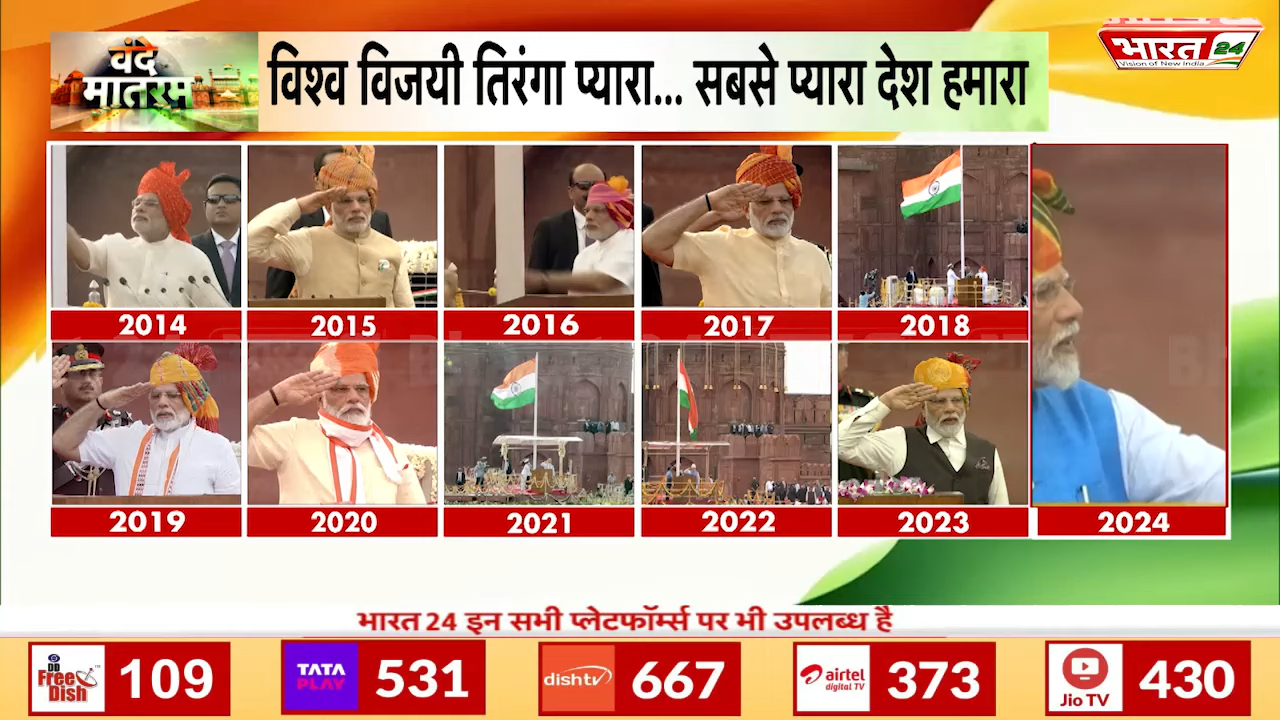 वंदे
मातरम
विश्व विजयी तिरंगा प्यारा... सबसे प्यारा देश हमारा
भारत 24
Vision of New India
2014
2015
2016
2017
2018
2019
2020
2021
2022
2023
2024
भारत 24 इन सभी प्लेटफॉर्म्स पर भी उपलब्ध है
DD
Free
Dish
109
TATA
PLAY
531
dishtv
667
airtel
digital TV
373
Jio TV
430